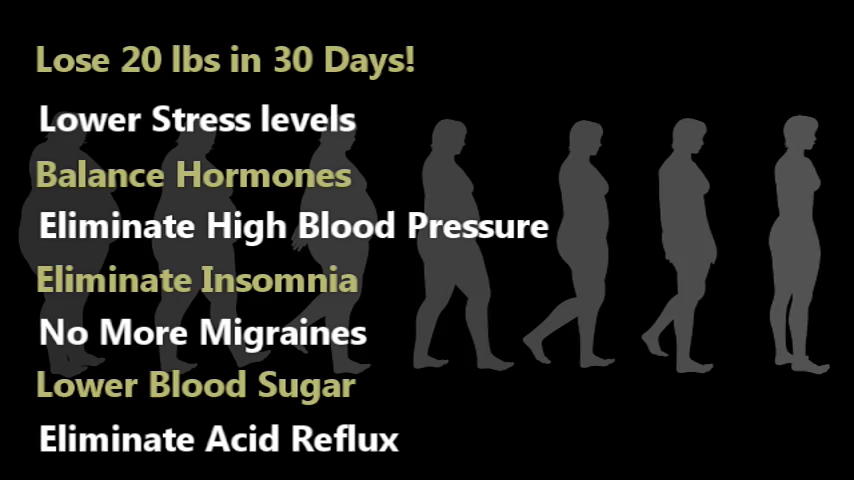 Lose 20 lbs in 30 Days!
Lower Stress levels
Balance Hormones
Eliminate High Blood Pressure
Eliminate Insomnia
No More Migraines
Lower Blood Sugar
Eliminate Acid Reflux